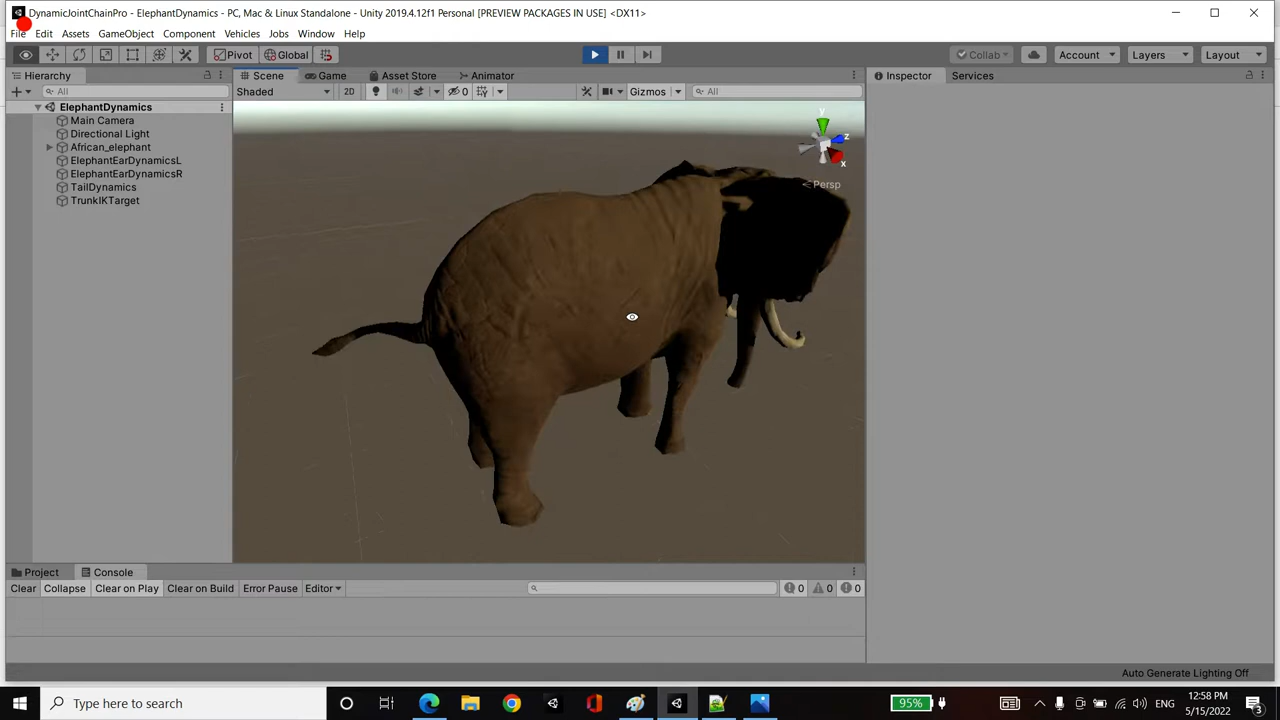 DynamicJointChainPro - ElephantDynamics - PC, Mac & Linux Standalone - Unity 2019.4.12f1 Personal [PREVIEW PACKAGES IN USE] <DX11>
File Edit Assets GameObject Component Vehicles Jobs Window Help
Pivot Global Collab Account Layers Layout
Hierarchy Scene Game Asset Store Animator Inspector Services
All Shaded 2D 0 Gizmos All
ElephantDynamics
Main Camera
Directional Light
African_elephant
ElephantEarDynamicsL
ElephantEarDynamicsR
TailDynamics
TrunkIKTarget
y
z
x
Persp
Project Console
Clear Collapse Clear on Play Clear on Build Error Pause Editor 0 0 0
Auto Generate Lighting Off
Type here to search 95% 12:58 PM
5/15/2022 3